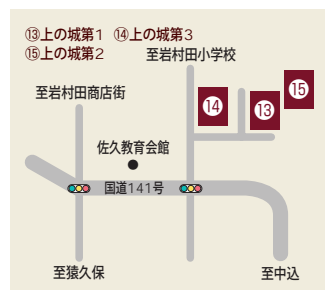 ⑬上の城第1 ⑭上の城第3
⑮上の城第2
至岩村田小学校
至岩村田商店街
⑮
⑭
⑬
佐久教育会館
国道141号
至猿久保
至中込